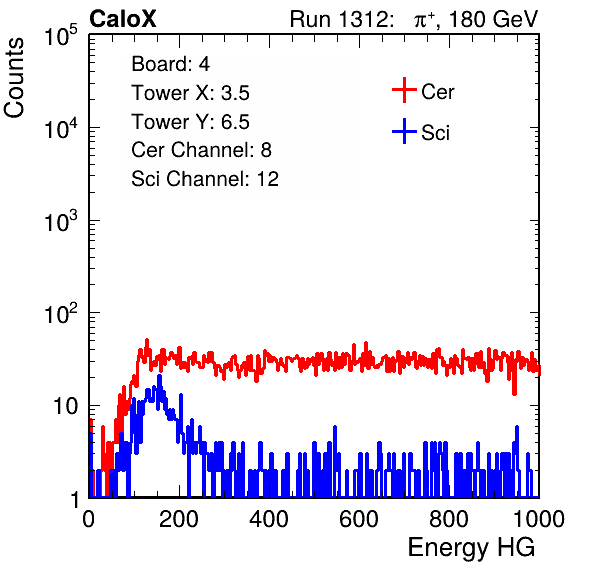 CaloX Run 1312: π⁺, 180 GeV
Counts
10⁵
10⁴
10³
10²
10
1
Board: 4
Tower X: 3.5
Tower Y: 6.5
Cer Channel: 8
Sci Channel: 12
Cer
Sci
0 200 400 600 800 1000
Energy HG